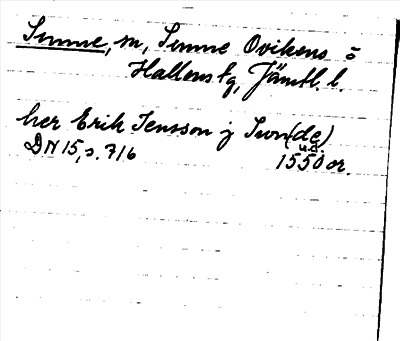 Sunne, m, Sunne Ovikens o
Hallens tg, Jämtl. l.
her Erik Jensson j Swn(de)
DN 15, s. 716 u.d. 1550 or.